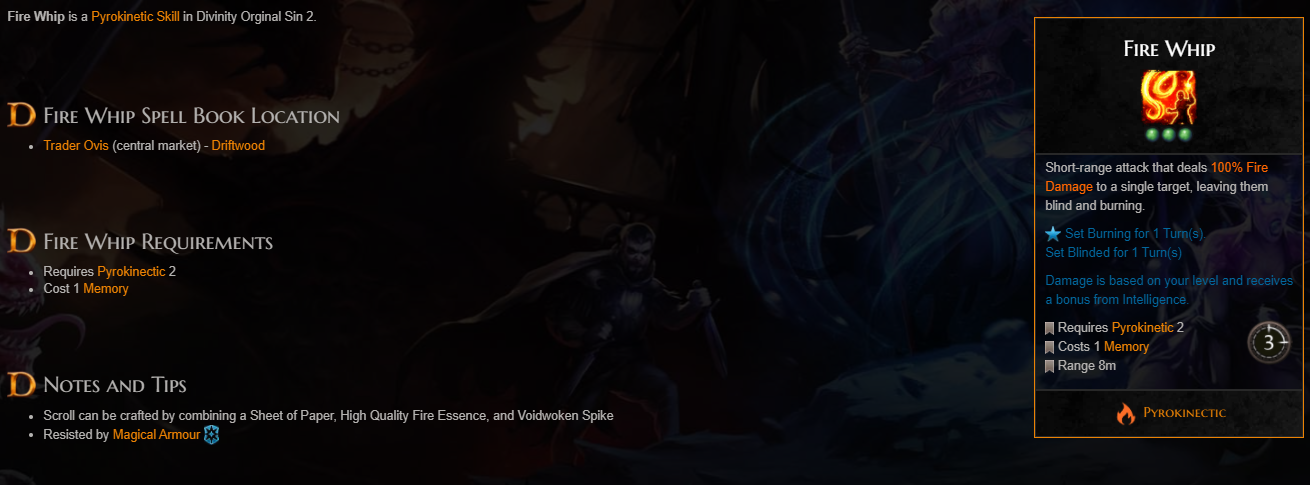 Fire Whip is a Pyrokinetic Skill in Divinity Orginal Sin 2.
Fire Whip Spell Book Location
Trader Ovis (central market) - Driftwood
Fire Whip Requirements
Requires Pyrokinectic 2
Cost 1 Memory
Notes and Tips
Scroll can be crafted by combining a Sheet of Paper, High Quality Fire Essence, and Voidwoken Spike
Resisted by Magical Armour
Fire Whip
Short-range attack that deals 100% Fire
Damage to a single target, leaving them
blind and burning.
Set Burning for 1 Turn(s).
Set Blinded for 1 Turn(s)
Damage is based on your level and receives
a bonus from Intelligence.
Requires Pyrokinetic 2
Costs 1 Memory
Range 8m
3
Pyrokinectic